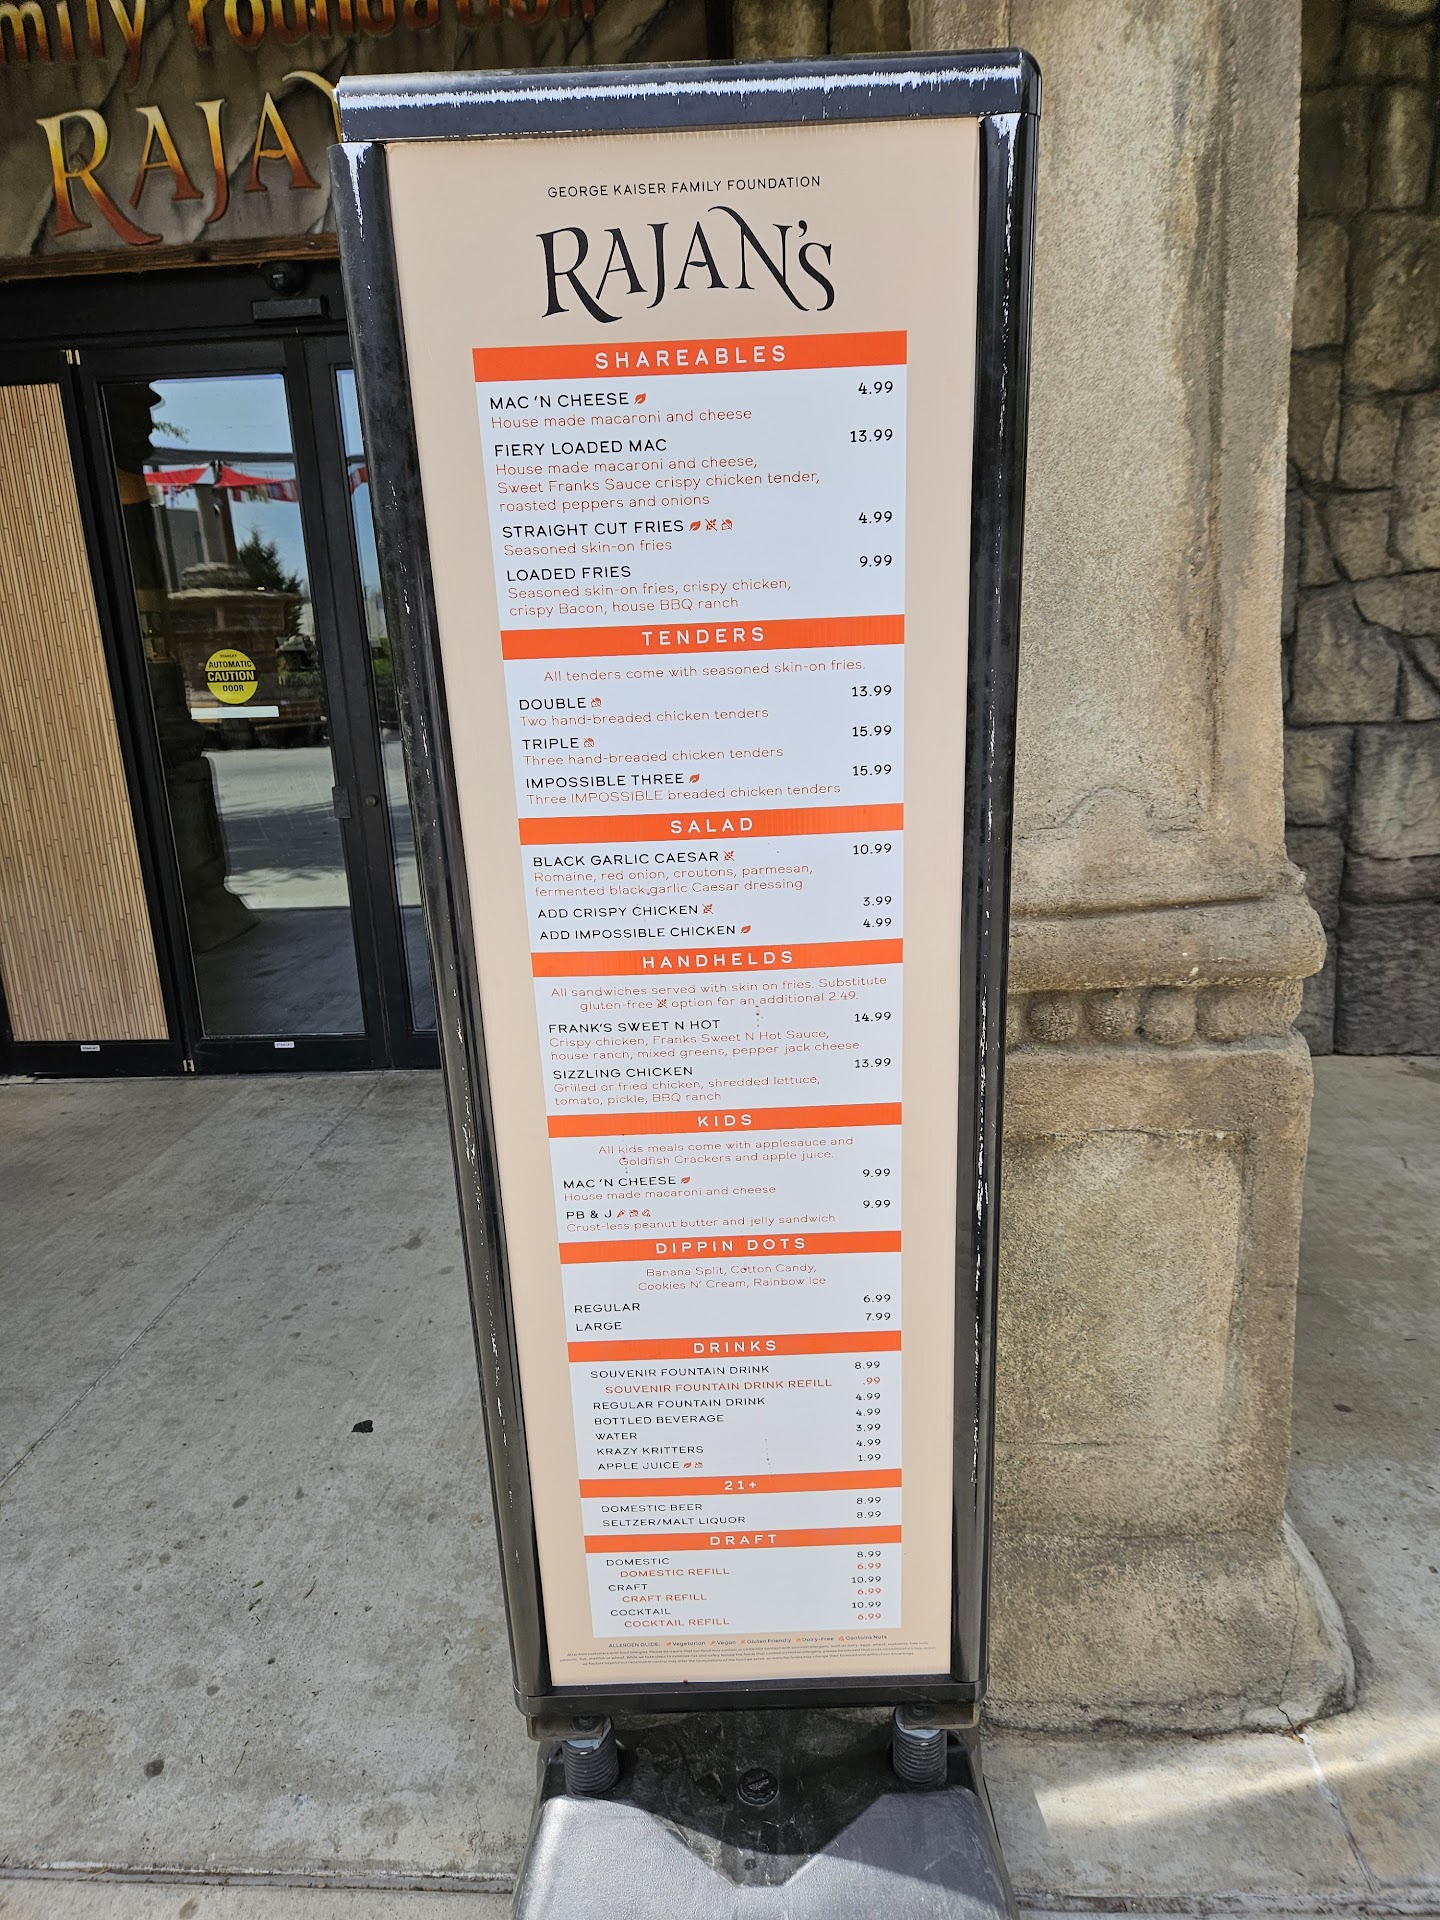 mily Foundation
RAJA
GEORGE KAISER FAMILY FOUNDATION
RAJAN'S
SHAREABLES
MAC 'N CHEESE 4.99
House made macaroni and cheese
FIERY LOADED MAC 13.99
House made macaroni and cheese,
Sweet Franks Sauce crispy chicken tender,
roasted peppers and onions
STRAIGHT CUT FRIES 4.99
Seasoned skin-on fries
LOADED FRIES 9.99
Seasoned skin-on fries, crispy chicken,
crispy Bacon, house BBQ ranch
TENDERS
All tenders come with seasoned skin-on fries.
DOUBLE 13.99
Two hand-breaded chicken tenders
TRIPLE 15.99
Three hand-breaded chicken tenders
IMPOSSIBLE THREE 15.99
Three IMPOSSIBLE breaded chicken tenders
SALAD
BLACK GARLIC CAESAR 10.99
Romaine, red onion, croutons, parmesan,
fermented black garlic Caesar dressing
ADD CRISPY CHICKEN 3.99
ADD IMPOSSIBLE CHICKEN 4.99
HANDHELDS
All sandwiches served with skin on fries. Substitute
gluten-free option for an additional 2.49.
FRANK'S SWEET N HOT 14.99
Crispy chicken, Franks Sweet N Hot Sauce,
house ranch, mixed greens, pepper jack cheese
SIZZLING CHICKEN 13.99
Grilled or fried chicken, shredded lettuce,
tomato, pickle, BBQ ranch
KIDS
All kids meals come with applesauce and
Goldfish Crackers and apple juice.
MAC 'N CHEESE 9.99
House made macaroni and cheese
PB & J 9.99
Crust-less peanut butter and jelly sandwich
DIPPIN DOTS
Banana Split, Cotton Candy,
Cookies N' Cream, Rainbow Ice
REGULAR 6.99
LARGE 7.99
DRINKS
SOUVENIR FOUNTAIN DRINK 8.99
SOUVENIR FOUNTAIN DRINK REFILL .99
REGULAR FOUNTAIN DRINK 4.99
BOTTLED BEVERAGE 4.99
WATER 3.99
KRAZY KRITTERS 4.99
APPLE JUICE 1.99
21+
DOMESTIC BEER 8.99
SELTZER/MALT LIQUOR 8.99
DRAFT
DOMESTIC 8.99
DOMESTIC REFILL 6.99
CRAFT 10.99
CRAFT REFILL 6.99
COCKTAIL 10.99
COCKTAIL REFILL 6.99
ALLERGEN GUIDE: Vegetarian Vegan Gluten Friendly Dairy-Free Contains Nuts
STANLEY
AUTOMATIC
CAUTION
DOOR